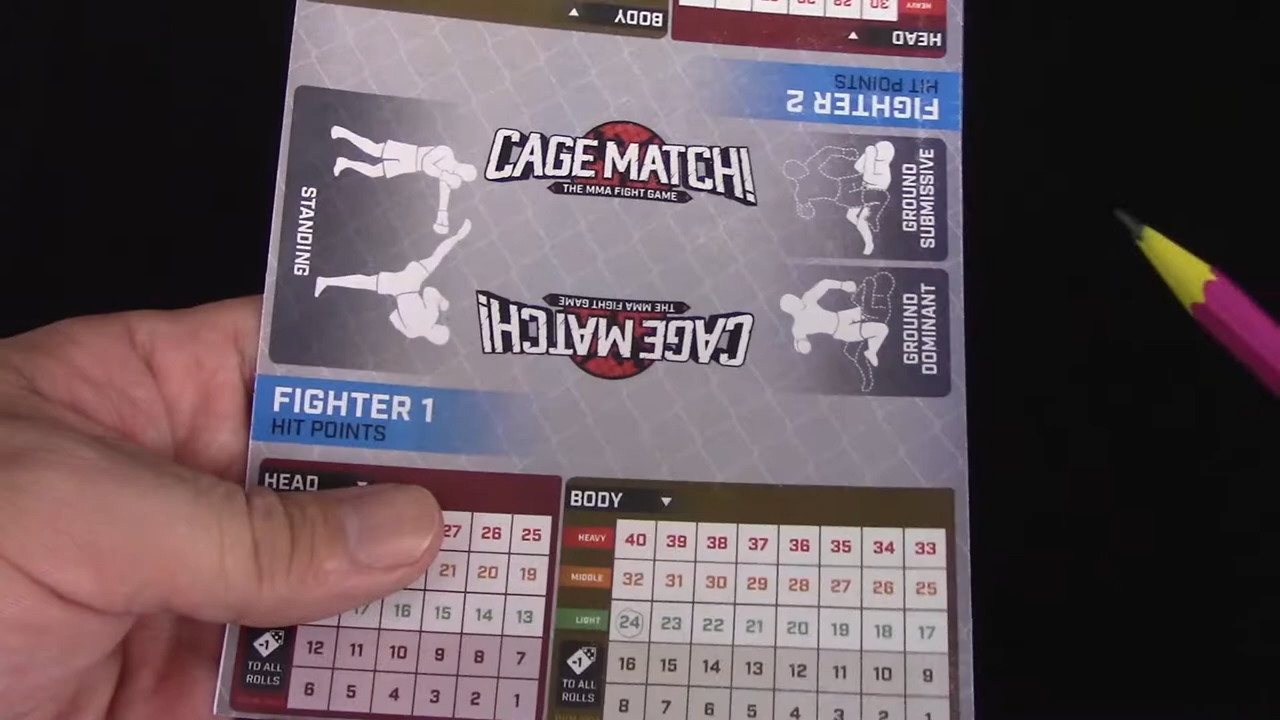 BODY
30
HEAVY
HEAD
HIT POINTS
FIGHTER 2
CAGE MATCH!
THE MMA FIGHT GAME
GROUND
SUBMISSIVE
STANDING
THE MMA FIGHT GAME
CAGE MATCH!
GROUND
DOMINANT
FIGHTER 1
HIT POINTS
HEAD
27 26 25
21 20 19
17 16 15 14 13
-1 12 11 10 9 8 7
TO ALL
ROLLS
6 5 4 3 2 1
BODY
HEAVY 40 39 38 37 36 35 34 33
MIDDLE 32 31 30 29 28 27 26 25
LIGHT 24 23 22 21 20 19 18 17
-1 16 15 14 13 12 11 10 9
TO ALL
ROLLS
8 7 6 5 4 3 2 1